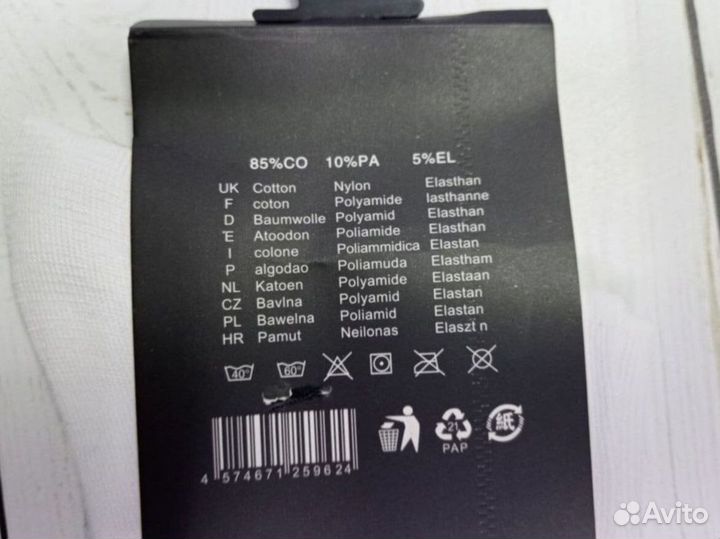 85%CO 10%PA 5%EL
UK Cotton Nylon Elasthan
F coton Polyamide lasthanne
D Baumwolle Polyamid Elasthan
E Atoodon Poliamide Elasthan
I colone Poliammidica Elastan
P algodao Poliamuda Elastham
NL Katoen Polyamide Elastaan
CZ Bavlna Polyamid Elastan
PL Bawelna Poliamid Elastan
HR Pamut Neilonas Elaszt n
40° 60°
4 574671 259624
21
PAP
紙
Avito